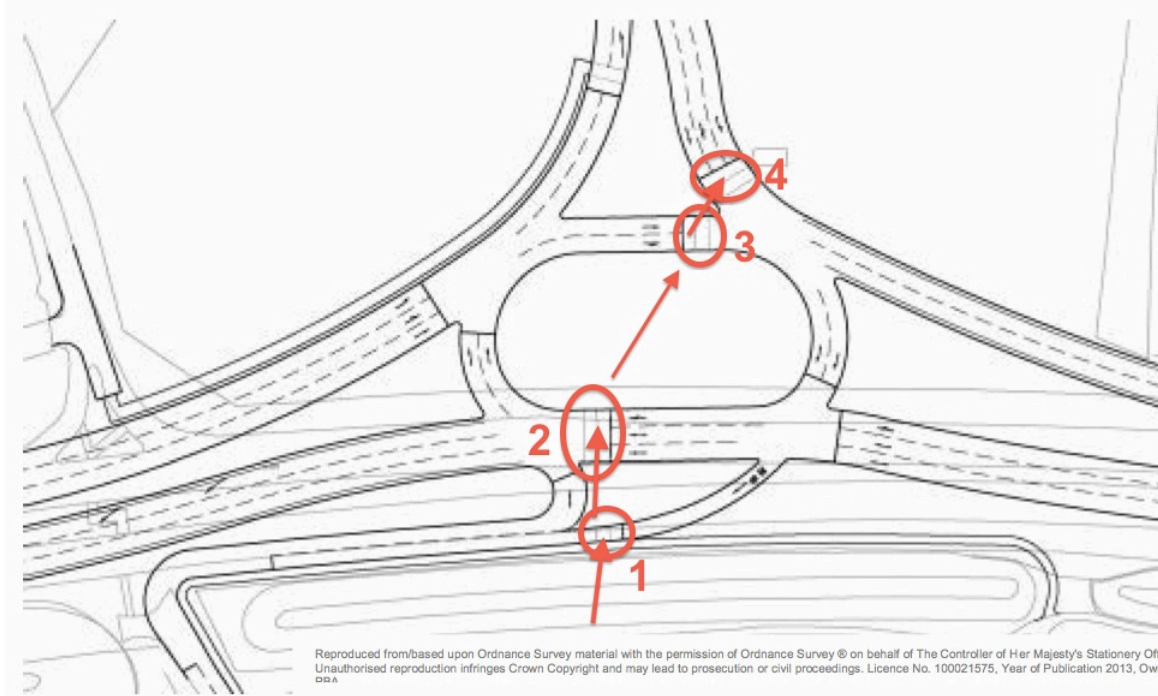 4
3
2
1
Reproduced from/based upon Ordnance Survey material with the permission of Ordnance Survey ® on behalf of The Controller of Her Majesty's Stationery Off
Unauthorised reproduction infringes Crown Copyright and may lead to prosecution or civil proceedings. Licence No. 100021575, Year of Publication 2013, Ow